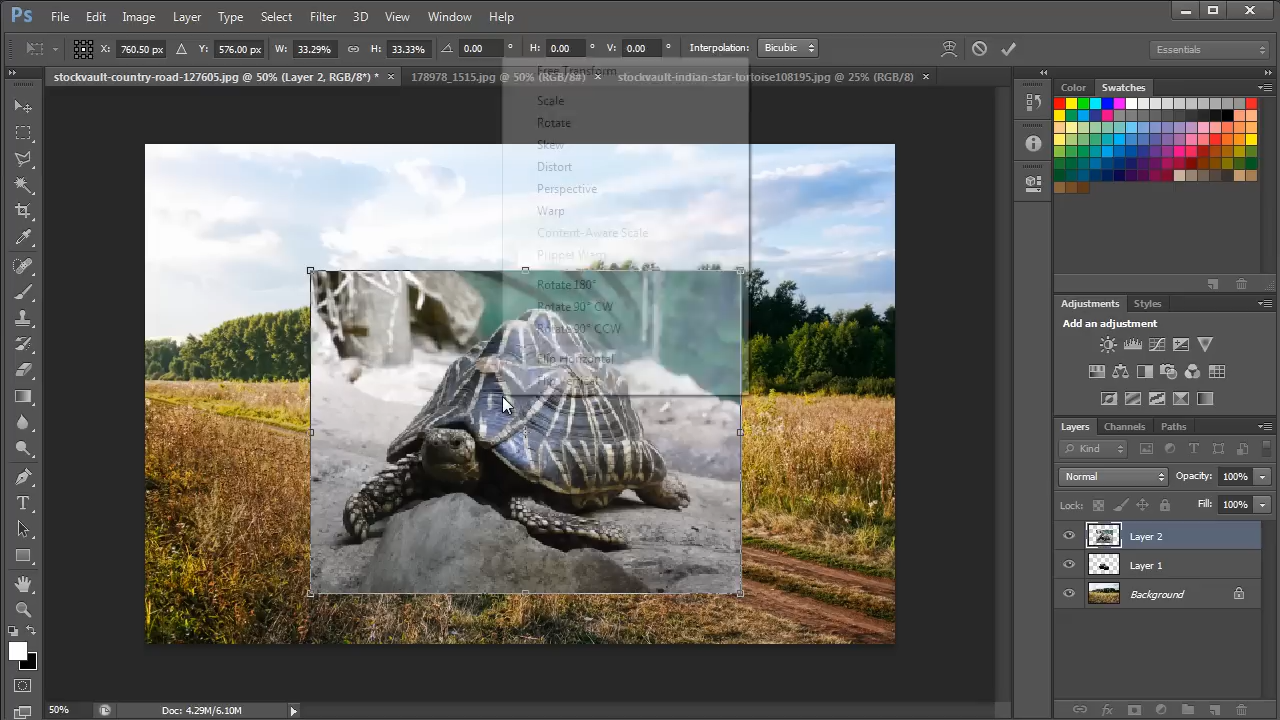 Ps File Edit Image Layer Type Select Filter 3D View Window Help
X: 760.50 px Y: 576.00 px W: 33.29% H: 33.33% 0.00 ° H: 0.00 ° V: 0.00 ° Interpolation: Bicubic Essentials
stockvault-country-road-127605.jpg @ 50% (Layer 2, RGB/8*) * × 178978_1515.jpg @ 50% (RGB/8#) × stockvault-indian-star-tortoise108195.jpg @ 25% (RGB/8) ×
Free Transform
Scale
Rotate
Skew
Distort
Perspective
Warp
Content-Aware Scale
Puppet Warp
Rotate 180°
Rotate 90° CW
Rotate 90° CCW
Flip Horizontal
Color Swatches
Adjustments Styles
Add an adjustment
Layers Channels Paths
Kind
Normal Opacity: 100%
Lock: Fill: 100%
Layer 2
Layer 1
Background
50% Doc: 4.29M/6.10M